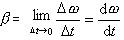 β = lim Δt→0 Δω/Δt = dω/dt